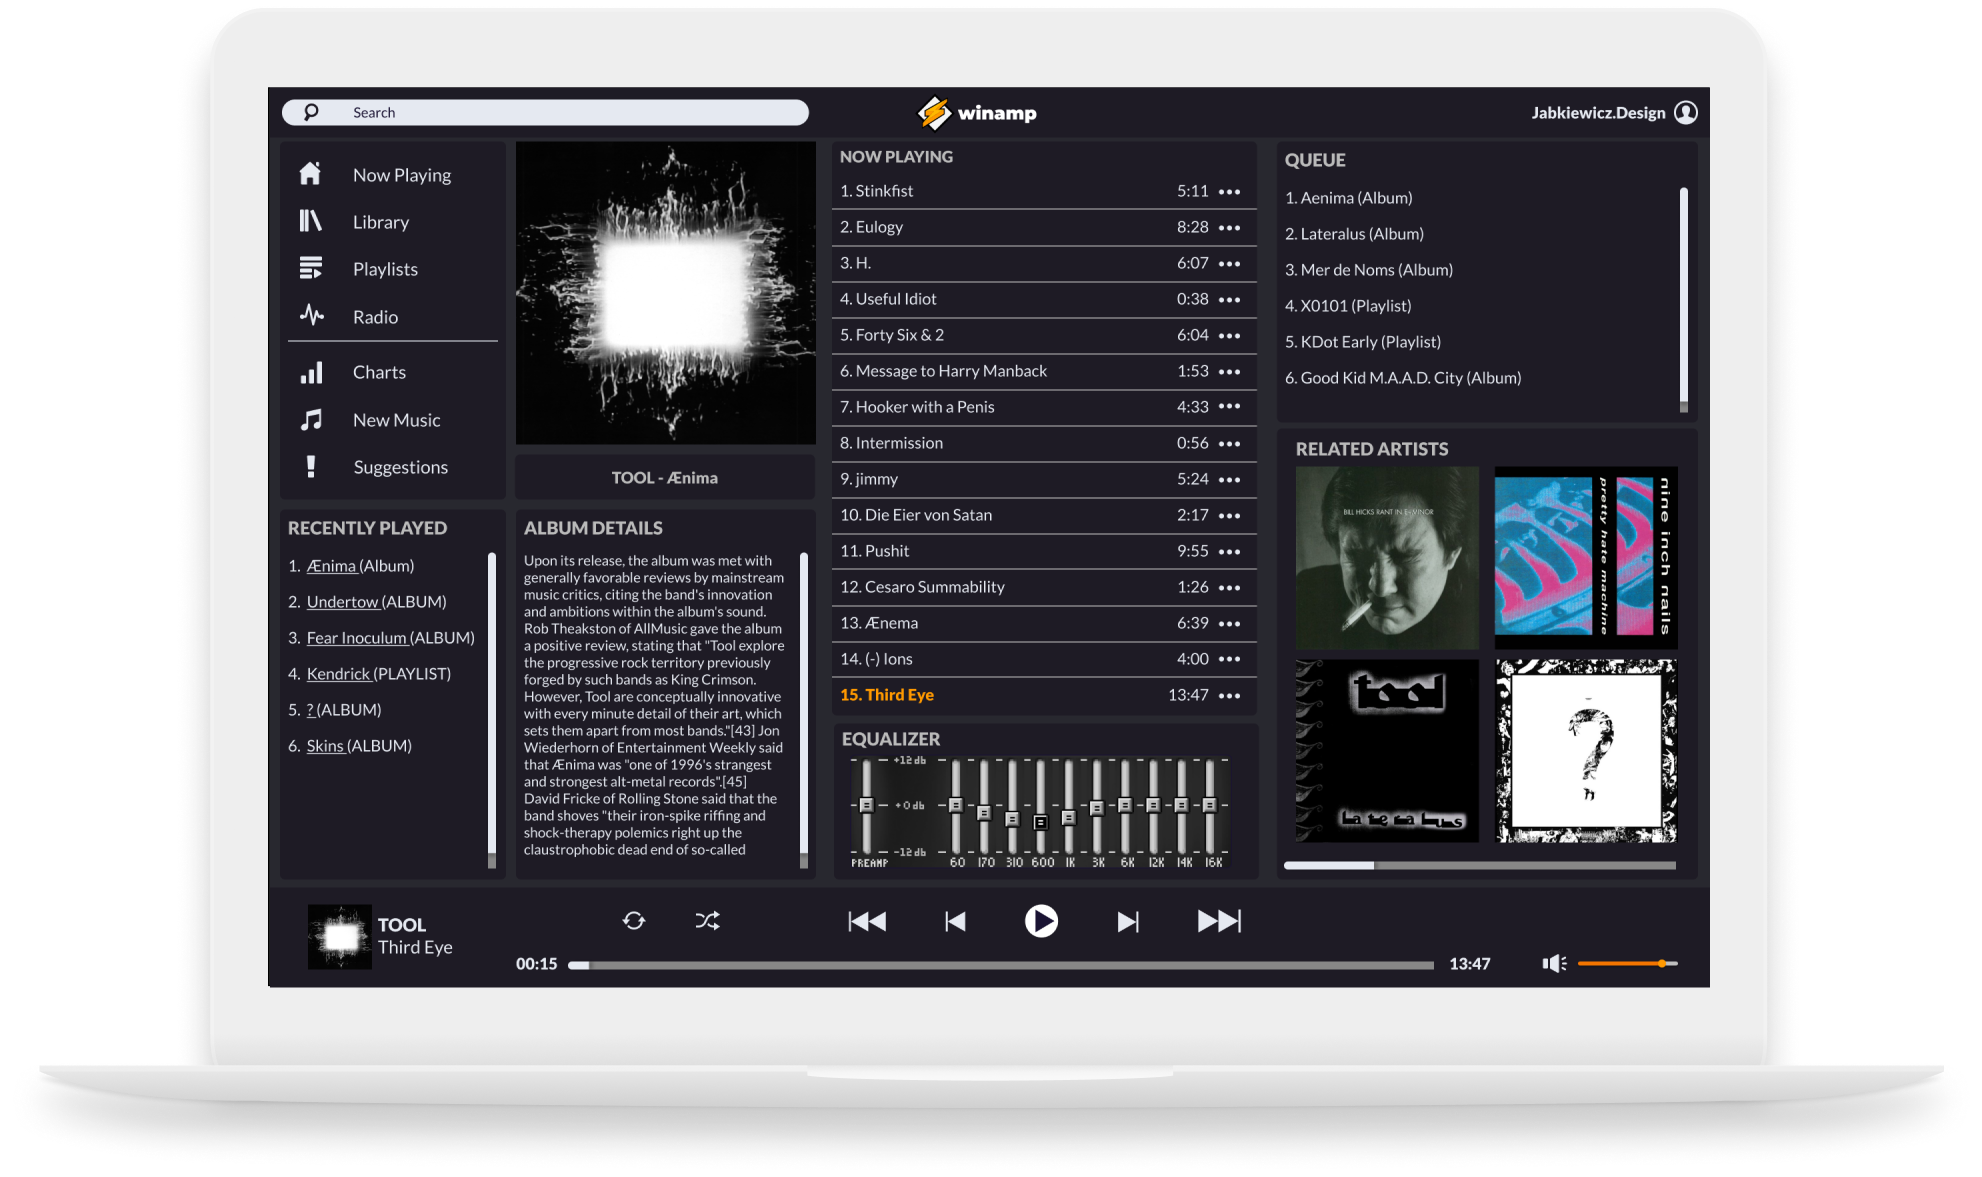 Search
winamp
Jabkiewicz.Design
Now Playing
Library
Playlists
Radio
Charts
New Music
Suggestions
RECENTLY PLAYED
1. Ænima (Album)
2. Undertow (ALBUM)
3. Fear Inoculum (ALBUM)
4. Kendrick (PLAYLIST)
5. ? (ALBUM)
6. Skins (ALBUM)
TOOL - Ænima
ALBUM DETAILS
Upon its release, the album was met with
generally favorable reviews by mainstream
music critics, citing the band's innovation
and ambitions within the album's sound.
Rob Theakston of AllMusic gave the album
a positive review, stating that "Tool explore
the progressive rock territory previously
forged by such bands as King Crimson.
However, Tool are conceptually innovative
with every minute detail of their art, which
sets them apart from most bands."[43] Jon
Wiederhorn of Entertainment Weekly said
that Ænima was "one of 1996's strangest
and strongest alt-metal records".[45]
David Fricke of Rolling Stone said that the
band shoves "their iron-spike riffing and
shock-therapy polemics right up the
claustrophobic dead end of so-called
NOW PLAYING
1. Stinkfist 5:11
2. Eulogy 8:28
3. H. 6:07
4. Useful Idiot 0:38
5. Forty Six & 2 6:04
6. Message to Harry Manback 1:53
7. Hooker with a Penis 4:33
8. Intermission 0:56
9. jimmy 5:24
10. Die Eier von Satan 2:17
11. Pushit 9:55
12. Cesaro Summability 1:26
13. Ænema 6:39
14. (-) Ions 4:00
15. Third Eye 13:47
EQUALIZER
+12 db
+0 db
-12 db
PREAMP 60 170 310 600 1K 3K 6K 12K 14K 16K
QUEUE
1. Aenima (Album)
2. Lateralus (Album)
3. Mer de Noms (Album)
4. X0101 (Playlist)
5. KDot Early (Playlist)
6. Good Kid M.A.A.D. City (Album)
RELATED ARTISTS
BILL HICKS RANT IN E-MINOR
pretty hate machine
nine inch nails
tool
lateralus
?
TOOL
Third Eye
00:15
13:47